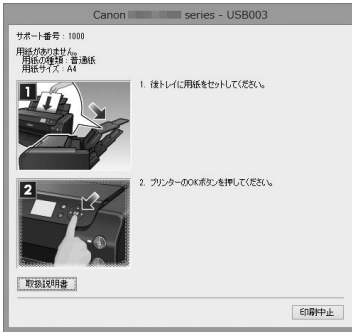 Canon series - USB003
サポート番号 : 1000
用紙がありません。
用紙の種類 : 普通紙
用紙サイズ : A4
1
1. 後トレイに用紙をセットしてください。
2
2. プリンターのOKボタンを押してください。
取扱説明書
印刷中止